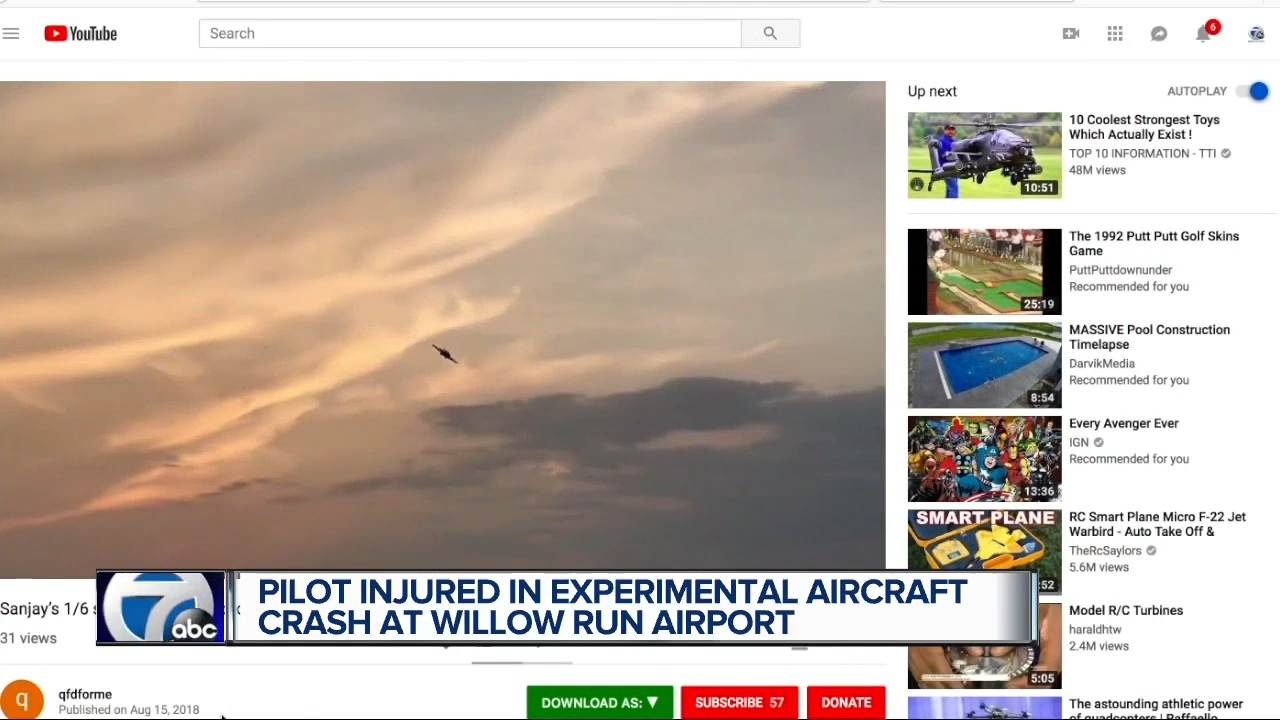 YouTube
Search
6
Up next
AUTOPLAY
10 Coolest Strongest Toys
Which Actually Exist !
TOP 10 INFORMATION - TTI
48M views
10:51
The 1992 Putt Putt Golf Skins
Game
PuttPuttdownunder
Recommended for you
25:19
MASSIVE Pool Construction
Timelapse
DarvikMedia
Recommended for you
8:54
Every Avenger Ever
IGN
Recommended for you
13:36
SMART PLANE
RC Smart Plane Micro F-22 Jet
Warbird - Auto Take Off &
TheRcSaylors
5.6M views
:52
Model R/C Turbines
haraldhtw
2.4M views
5:05
The astounding athletic power
of quadcopters | Raffaello
Sanjay's 1/6 s
31 views
7 abc
PILOT INJURED IN EXPERIMENTAL AIRCRAFT
CRASH AT WILLOW RUN AIRPORT
q
qfdforme
Published on Aug 15, 2018
DOWNLOAD AS: ▼
SUBSCRIBE 57
DONATE